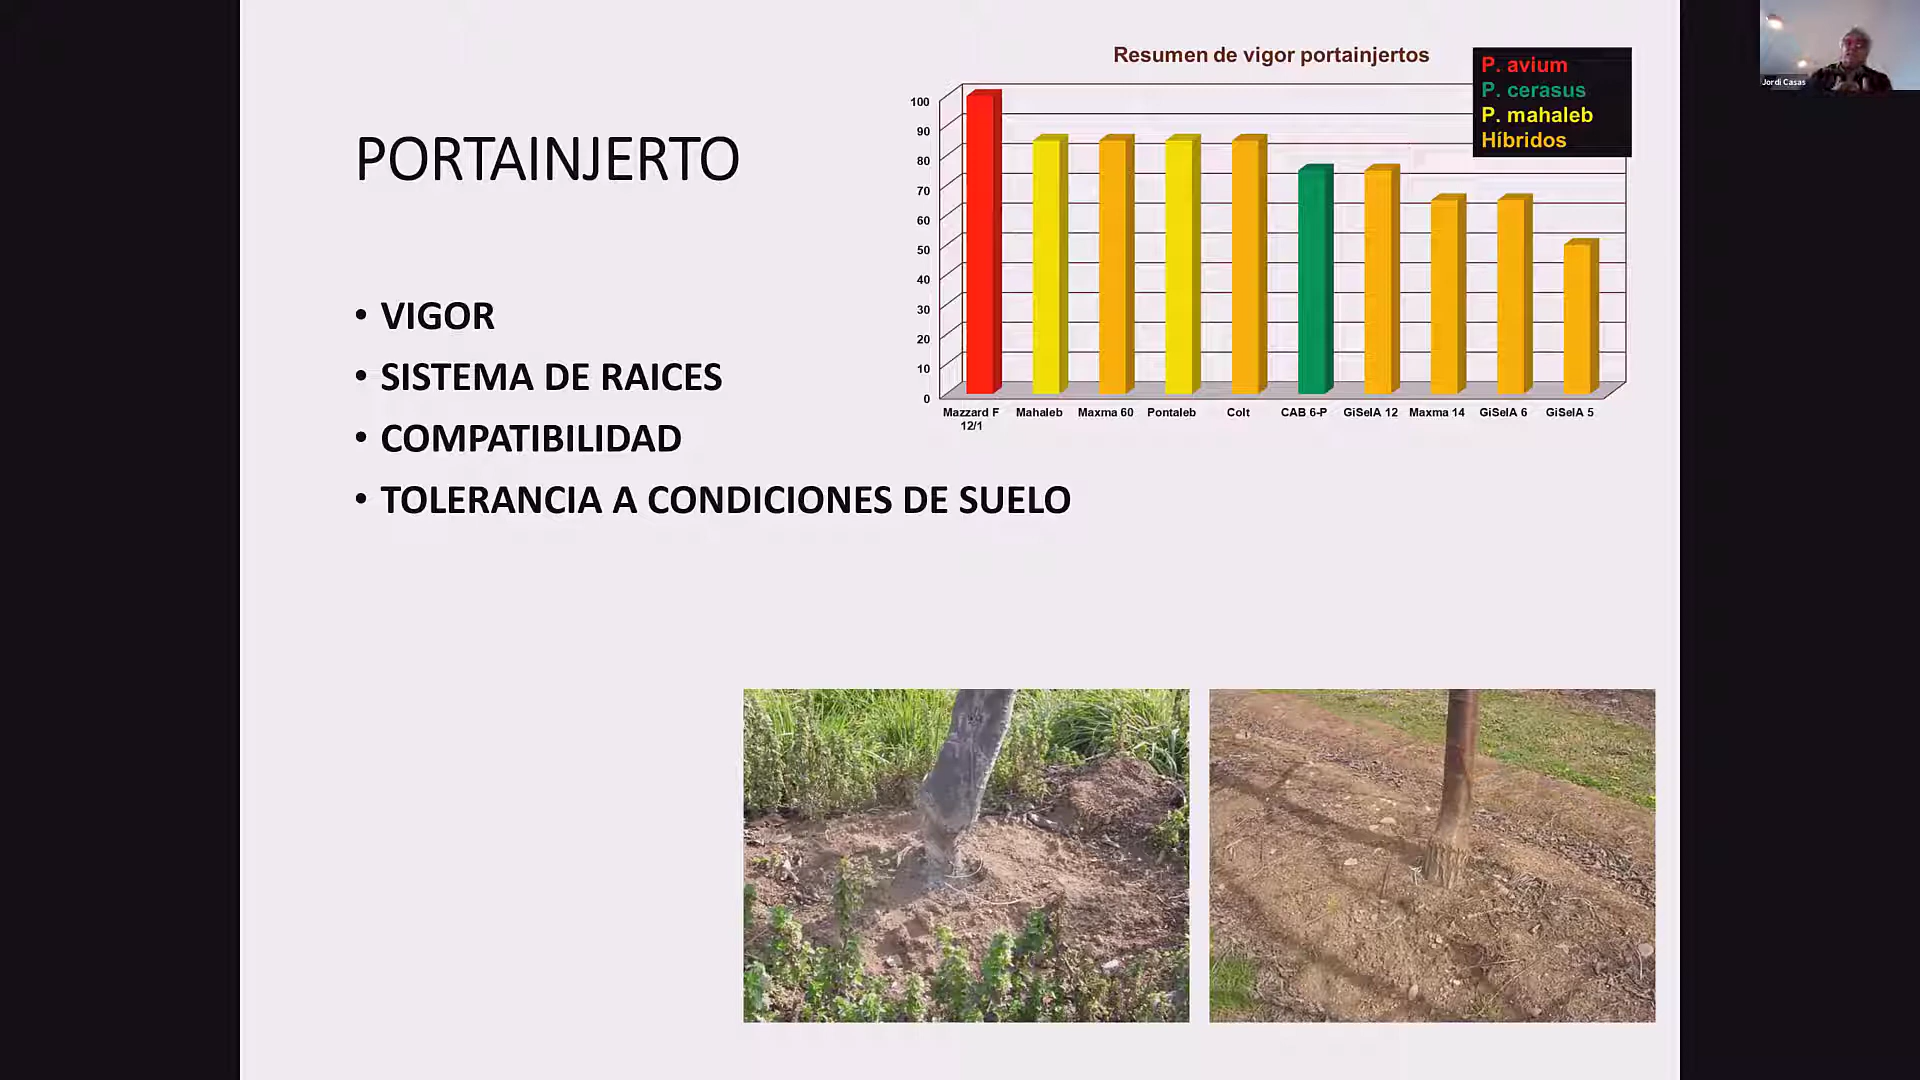 Resumen de vigor portainjertos
P. avium
P. cerasus
P. mahaleb
Híbridos
Jordi Casas
PORTAINJERTO
100
90
80
70
60
50
40
30
20
10
0
Mazzard F 12/1
Mahaleb
Maxma 60
Pontaleb
Colt
CAB 6-P
GiSelA 12
Maxma 14
GiSelA 6
GiSelA 5
• VIGOR
• SISTEMA DE RAICES
• COMPATIBILIDAD
• TOLERANCIA A CONDICIONES DE SUELO